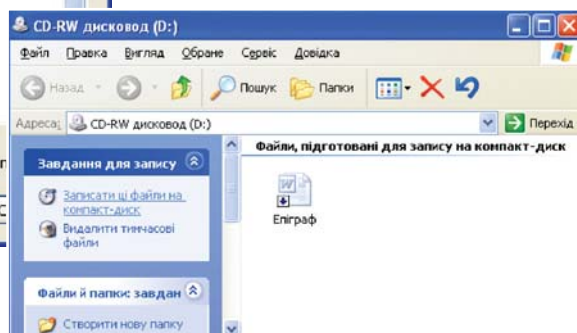 CD-RW дисковод (D:)
Файл Правка Вигляд Обране Сервіс Довідка
Назад Пошук Папки
Адреса: CD-RW дисковод (D:) Перехід
Завдання для запису
Записати ці файли на
компакт-диск
Видалити тимчасові
файли
Файли й папки: завдан
Створити нову папку
Файли, підготовані для запису на компакт-диск
Епіграф